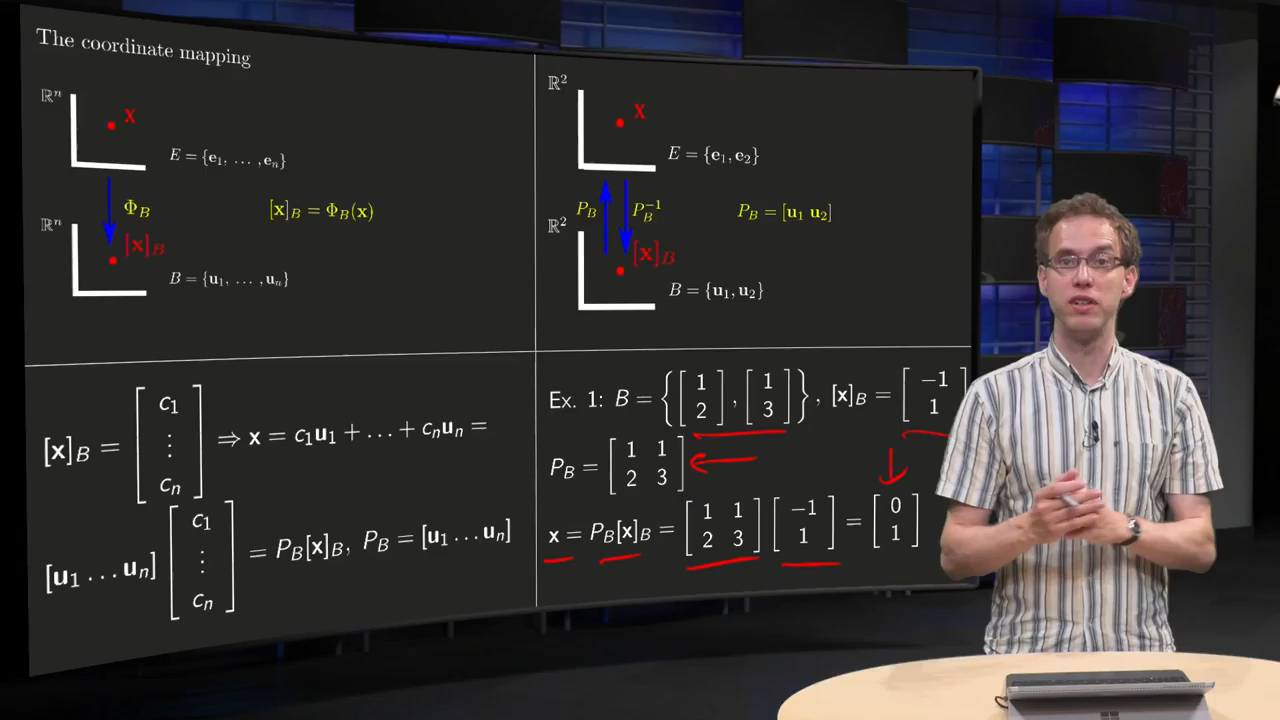 The coordinate mapping
ℝⁿ
x
E = {e₁, … , eₙ}
Φ_B
[x]_B = Φ_B(x)
ℝⁿ
[x]_B
B = {u₁, … , uₙ}
ℝ²
x
E = {e₁, e₂}
P_B
P_B⁻¹
P_B = [u₁ u₂]
ℝ²
[x]_B
B = {u₁, u₂}
[x]_B = [c₁ ⋮ cₙ] ⇒ x = c₁u₁ + … + cₙuₙ =
[u₁ … uₙ] [c₁ ⋮ cₙ] = P_B[x]_B, P_B = [u₁ … uₙ]
Ex. 1: B = {[1 2], [1 3]}, [x]_B = [−1 1]
P_B = [1 1 2 3]
x = P_B[x]_B = [1 1 2 3] [−1 1] = [0 1]